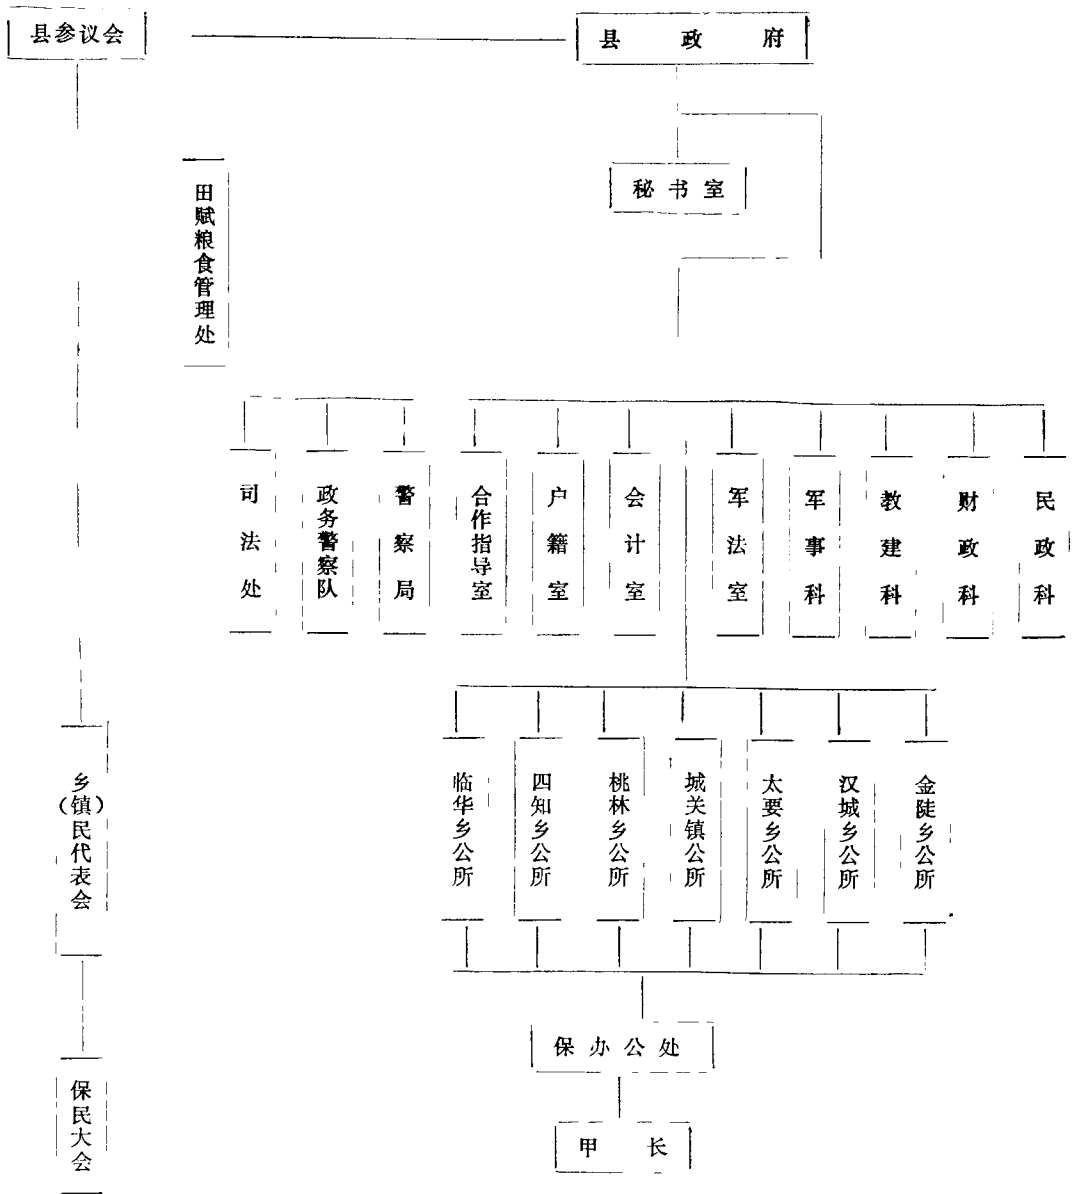 县参议会
县政府
秘书室
田赋粮食管理处
司法处
政务警察队
警察局
合作指导室
户籍室
会计室
军法室
军事科
教建科
财政科
民政科
临华乡公所
四知乡公所
桃林乡公所
城关镇公所
太要乡公所
汉城乡公所
金陡乡公所
乡(镇)民代表会
保办公处
保民大会
甲长